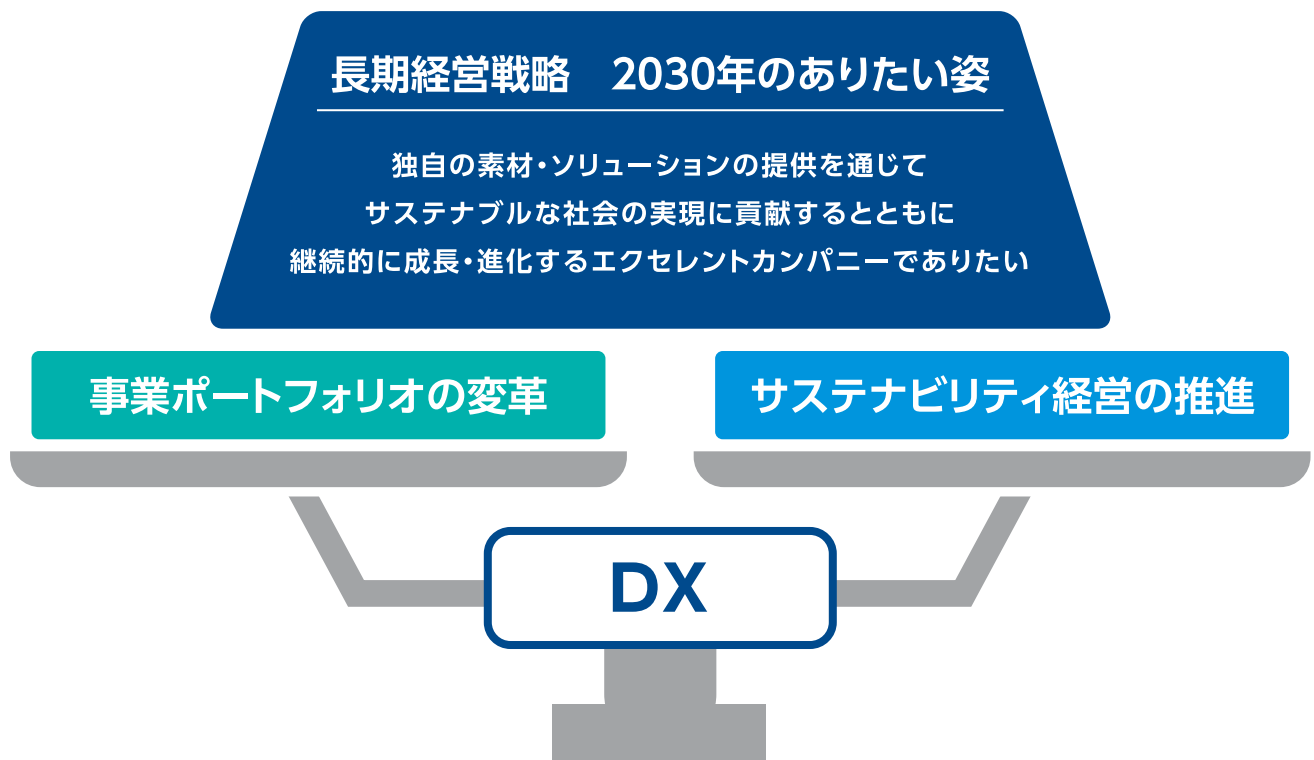 長期経営戦略　2030年のありたい姿
独自の素材・ソリューションの提供を通じて
サステナブルな社会の実現に貢献するとともに
継続的に成長・進化するエクセレントカンパニーでありたい
事業ポートフォリオの変革
サステナビリティ経営の推進
DX